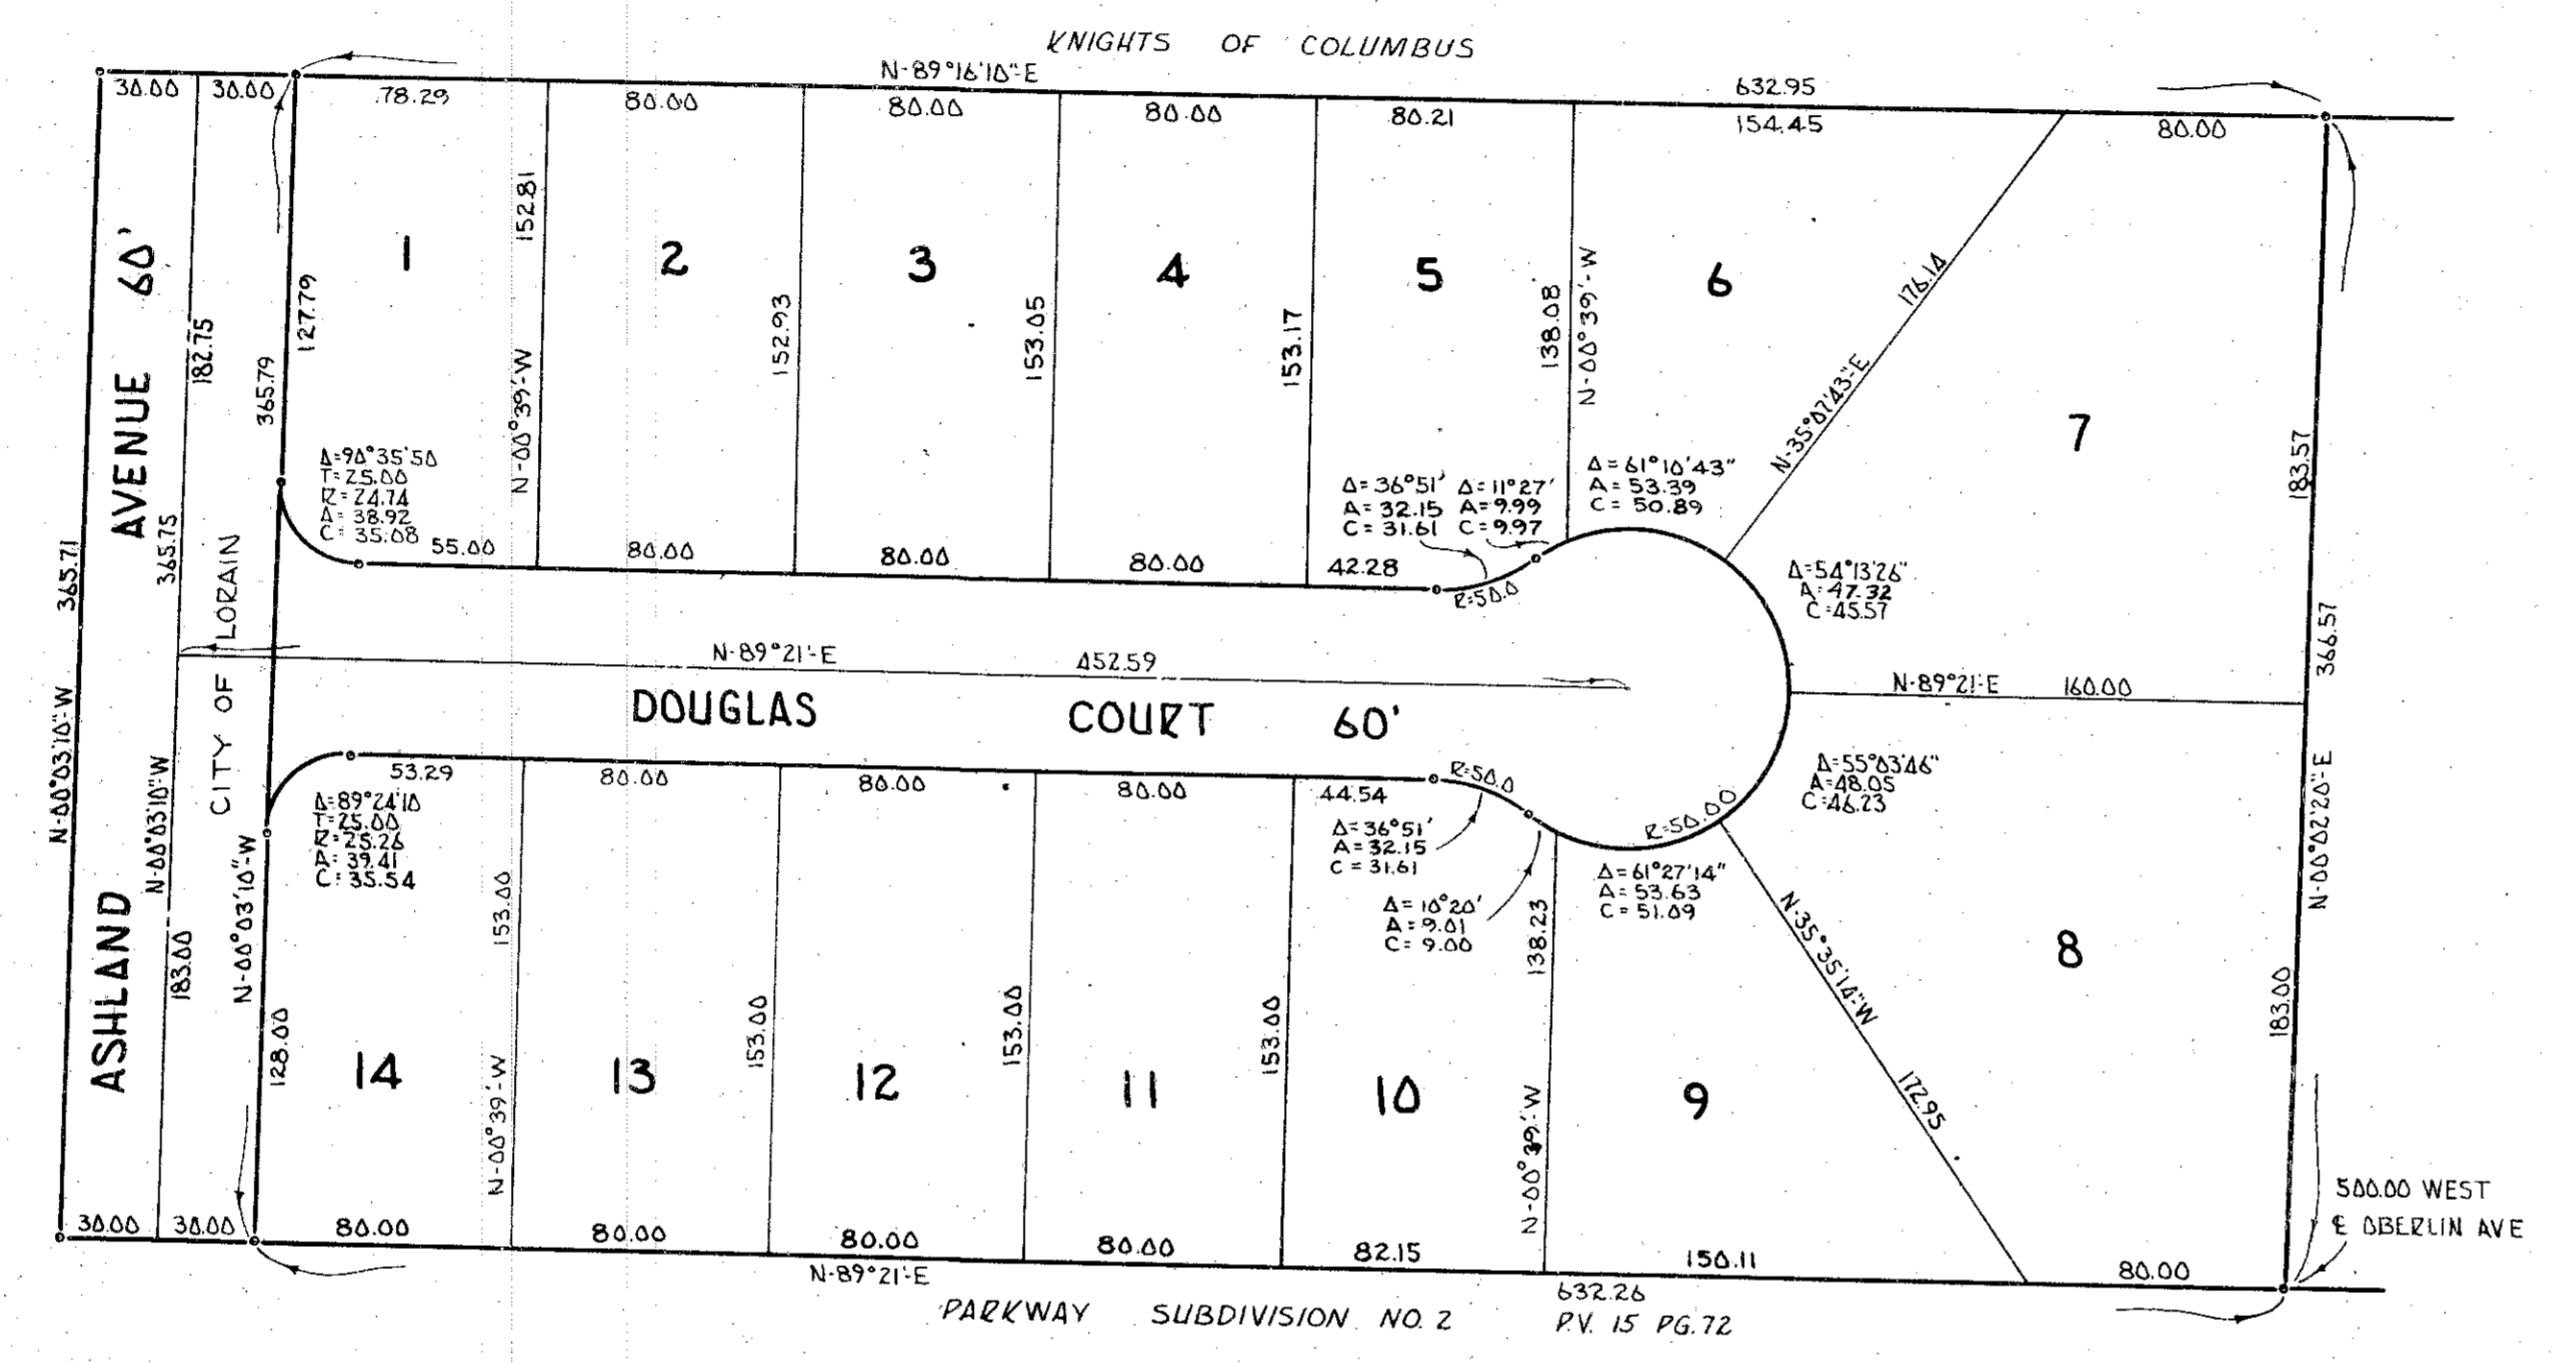 KNIGHTS OF COLUMBUS
N-89°16'10"-E
632.95
30.00
30.00
78.29
80.00
80.00
80.00
80.21
154.45
80.00
ASHLAND AVENUE 60'
CITY OF LORAIN
365.71
N-00°03'10"-W
182.75
365.75
N-00°03'10"-W
183.00
365.79
N-00°03'10"-W
127.79
128.00
1
2
3
4
5
6
7
152.81
N-00°39'-W
152.93
153.05
153.17
138.08
N-00°39'-W
176.14
N-35°07'43"-E
183.57
366.57
N-00°02'20"-E
183.00
Δ=90°35'50
T=25.00
R=24.74
A=38.92
C=35.08
55.00
80.00
80.00
80.00
42.28
Δ=36°51'
A=32.15
C=31.61
Δ=11°27'
A=9.99
C=9.97
Δ=61°10'43"
A=53.39
C=50.89
R=50.0
Δ=54°13'26"
A=47.32
C=45.57
N-89°21'-E
452.59
N-89°21'-E
160.00
DOUGLAS COURT 60'
53.29
80.00
80.00
80.00
44.54
R=50.0
R=50.00
Δ=89°24'10
T=25.00
R=25.26
A=39.41
C=35.54
Δ=36°51'
A=32.15
C=31.61
Δ=10°20'
A=9.01
C=9.00
Δ=61°27'14"
A=53.63
C=51.09
Δ=55°03'46"
A=48.05
C=46.23
153.00
N-00°39'-W
153.00
153.00
153.00
138.23
N-00°39'-W
N-35°35'14"-W
172.95
14
13
12
11
10
9
8
500.00 WEST
℄ OBERLIN AVE
30.00
30.00
80.00
80.00
80.00
80.00
82.15
150.11
80.00
N-89°21'-E
632.26
PARKWAY SUBDIVISION NO. 2 P.V. 15 PG. 72